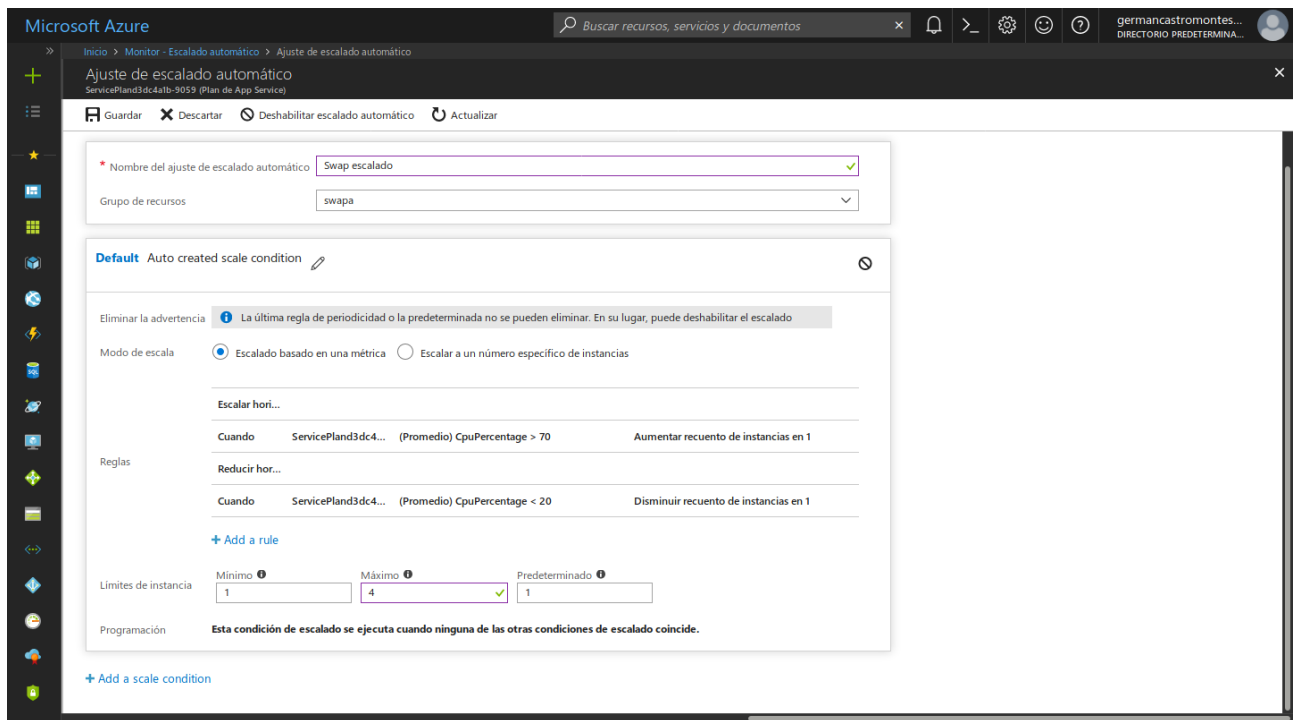 Microsoft Azure
Buscar recursos, servicios y documentos
germancastromontes...
DIRECTORIO PREDETERMINA...
Inicio > Monitor - Escalado automático > Ajuste de escalado automático
Ajuste de escalado automático
ServicePland3dc4a1b-9059 (Plan de App Service)
Guardar Descartar Deshabilitar escalado automático Actualizar
* Nombre del ajuste de escalado automático Swap escalado
Grupo de recursos swapa
Default Auto created scale condition
Eliminar la advertencia La última regla de periodicidad o la predeterminada no se pueden eliminar. En su lugar, puede deshabilitar el escalado
Modo de escala Escalado basado en una métrica Escalar a un número específico de instancias
Escalar hori...
Cuando ServicePland3dc4... (Promedio) CpuPercentage > 70 Aumentar recuento de instancias en 1
Reglas
Reducir hor...
Cuando ServicePland3dc4... (Promedio) CpuPercentage < 20 Disminuir recuento de instancias en 1
+ Add a rule
Mínimo Máximo Predeterminado
Límites de instancia 1 4 1
Programación Esta condición de escalado se ejecuta cuando ninguna de las otras condiciones de escalado coincide.
+ Add a scale condition